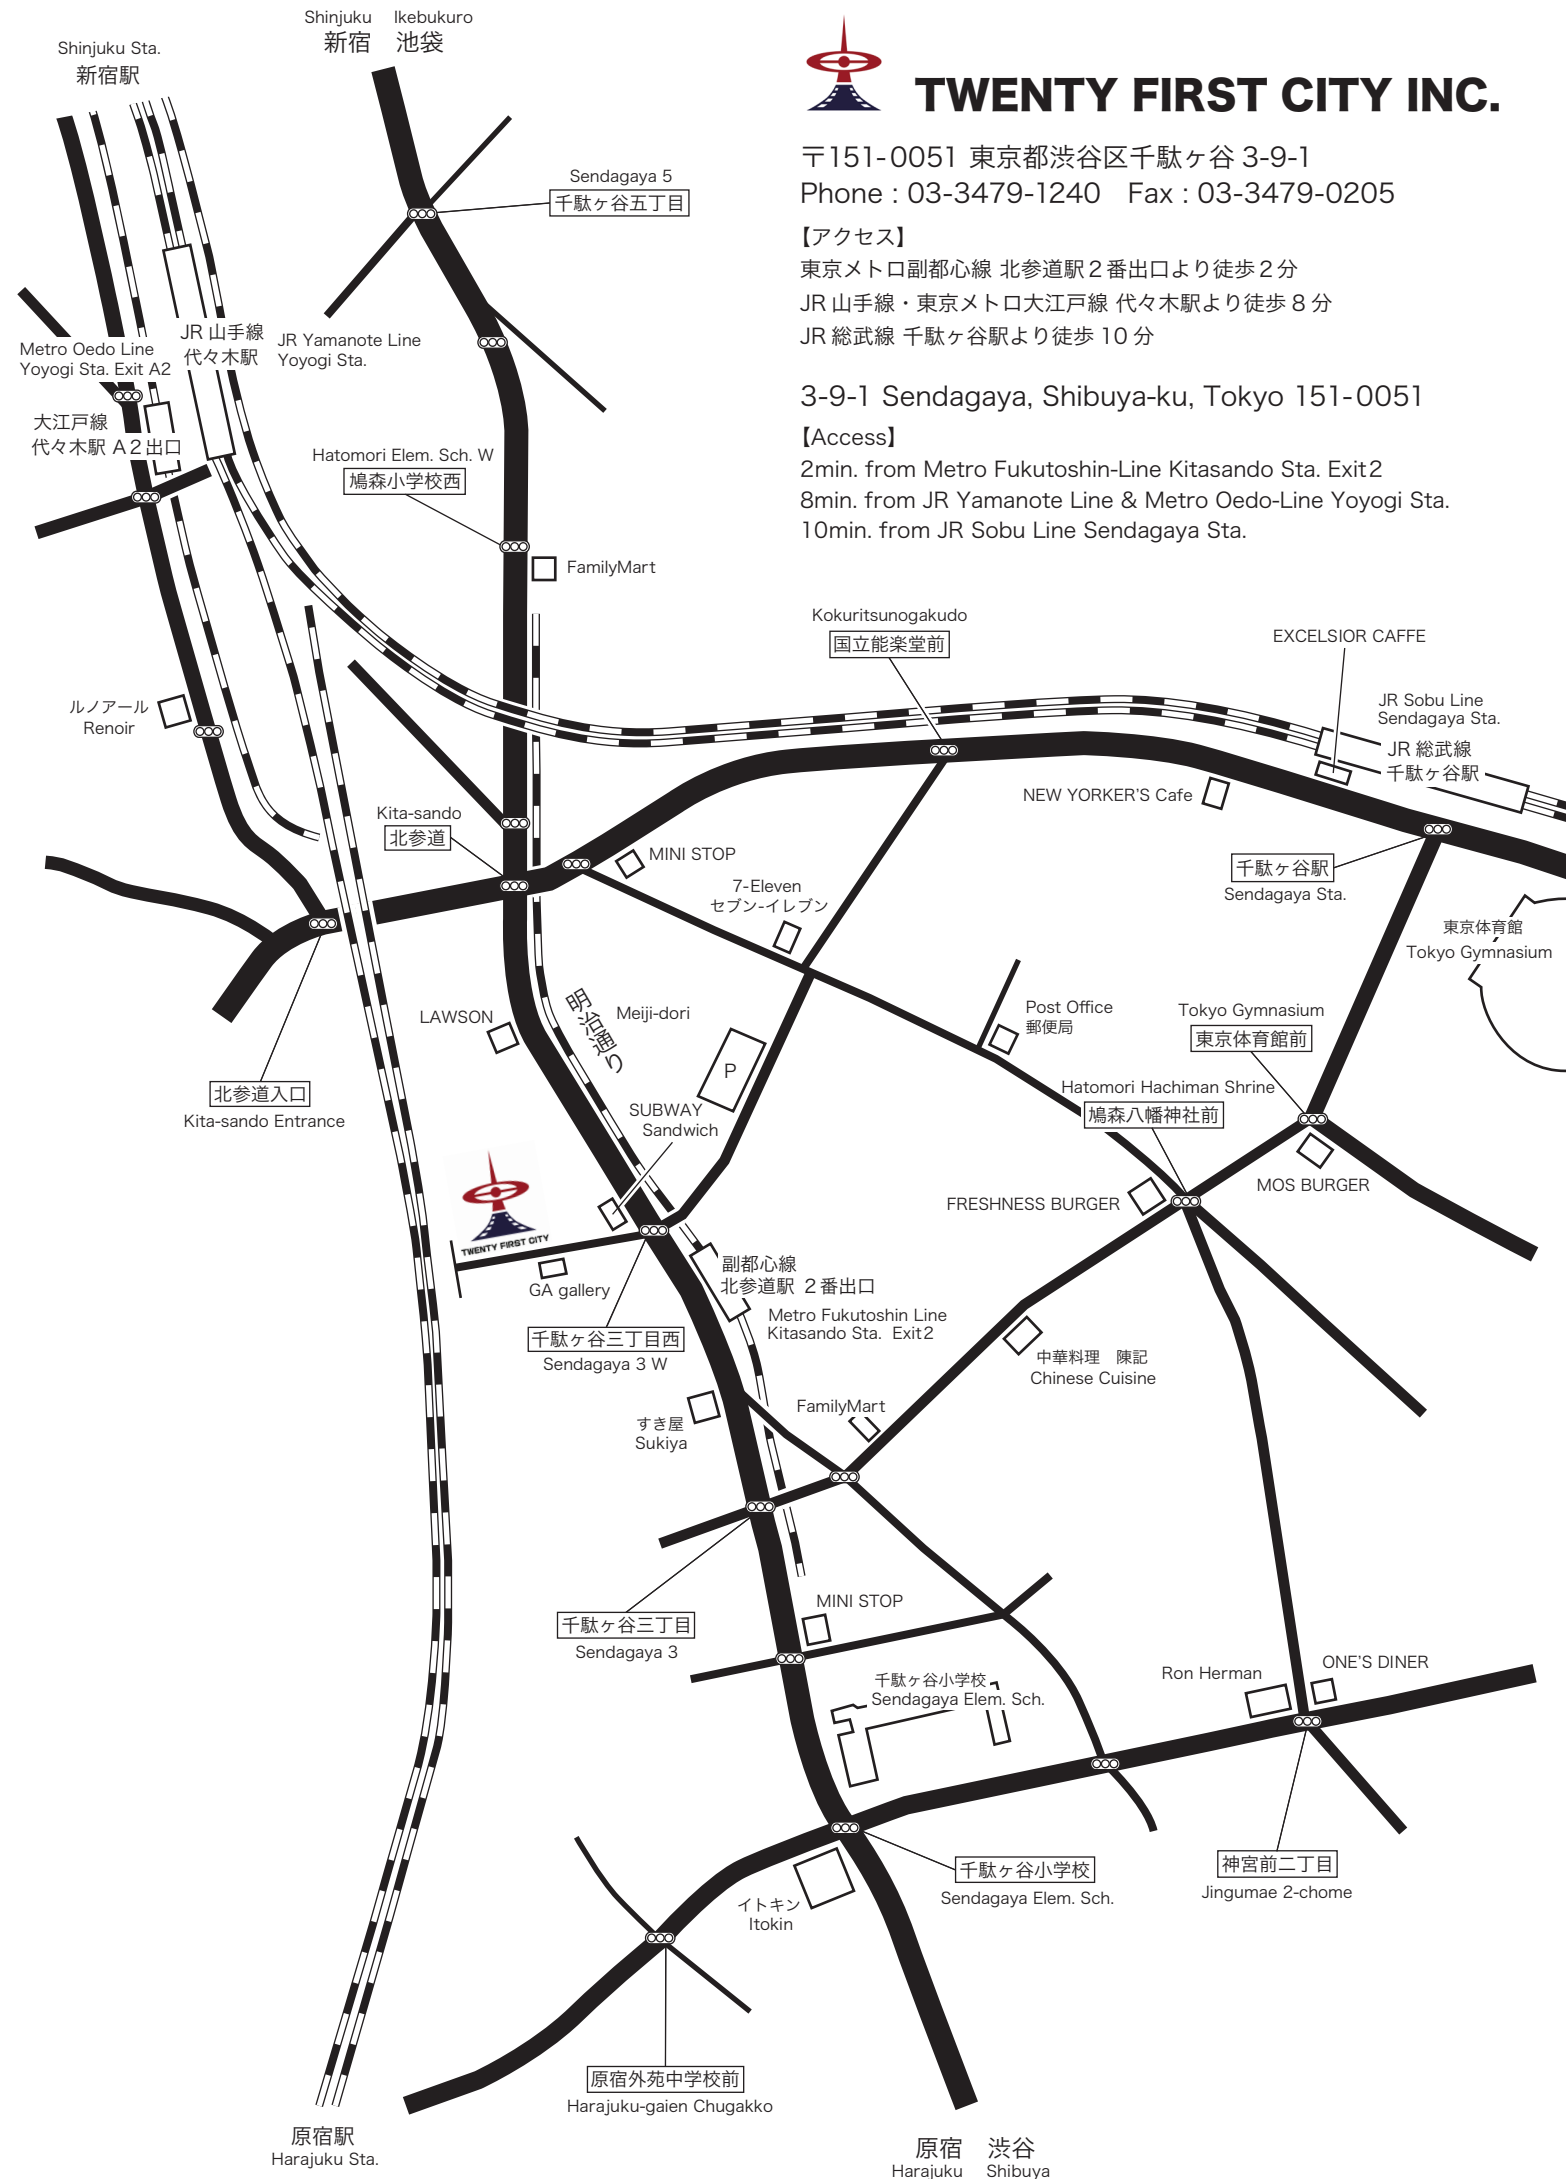 Shinjuku Ikebukuro
新宿 池袋
Shinjuku Sta.
新宿駅
TWENTY FIRST CITY INC.
〒151-0051 東京都渋谷区千駄ヶ谷 3-9-1
Phone : 03-3479-1240 Fax : 03-3479-0205
【アクセス】
東京メトロ副都心線 北参道駅２番出口より徒歩２分
JR 山手線・東京メトロ大江戸線 代々木駅より徒歩 8 分
JR 総武線 千駄ヶ谷駅より徒歩 10 分
3-9-1 Sendagaya, Shibuya-ku, Tokyo 151-0051
【Access】
2min. from Metro Fukutoshin-Line Kitasando Sta. Exit2
8min. from JR Yamanote Line & Metro Oedo-Line Yoyogi Sta.
10min. from JR Sobu Line Sendagaya Sta.
Sendagaya 5
千駄ヶ谷五丁目
JR 山手線
代々木駅
JR Yamanote Line
Yoyogi Sta.
Metro Oedo Line
Yoyogi Sta. Exit A2
大江戸線
代々木駅 A２出口
Hatomori Elem. Sch. W
鳩森小学校西
FamilyMart
Kokuritsunogakudo
国立能楽堂前
EXCELSIOR CAFFE
JR Sobu Line
Sendagaya Sta.
JR 総武線
千駄ヶ谷駅
ルノアール
Renoir
NEW YORKER'S Cafe
Kita-sando
北参道
MINI STOP
7-Eleven
セブン-イレブン
千駄ヶ谷駅
Sendagaya Sta.
東京体育館
Tokyo Gymnasium
LAWSON
明治通り
Meiji-dori
P
Post Office
郵便局
Tokyo Gymnasium
東京体育館前
北参道入口
Kita-sando Entrance
SUBWAY
Sandwich
Hatomori Hachiman Shrine
鳩森八幡神社前
MOS BURGER
FRESHNESS BURGER
TWENTY FIRST CITY
GA gallery
副都心線
北参道駅 ２番出口
Metro Fukutoshin Line
Kitasando Sta. Exit2
千駄ヶ谷三丁目西
Sendagaya 3 W
中華料理 陳記
Chinese Cuisine
すき屋
Sukiya
FamilyMart
千駄ヶ谷三丁目
Sendagaya 3
MINI STOP
千駄ヶ谷小学校
Sendagaya Elem. Sch.
Ron Herman
ONE'S DINER
千駄ヶ谷小学校
Sendagaya Elem. Sch.
神宮前二丁目
Jingumae 2-chome
イトキン
Itokin
原宿外苑中学校前
Harajuku-gaien Chugakko
原宿駅
Harajuku Sta.
原宿 渋谷
Harajuku Shibuya